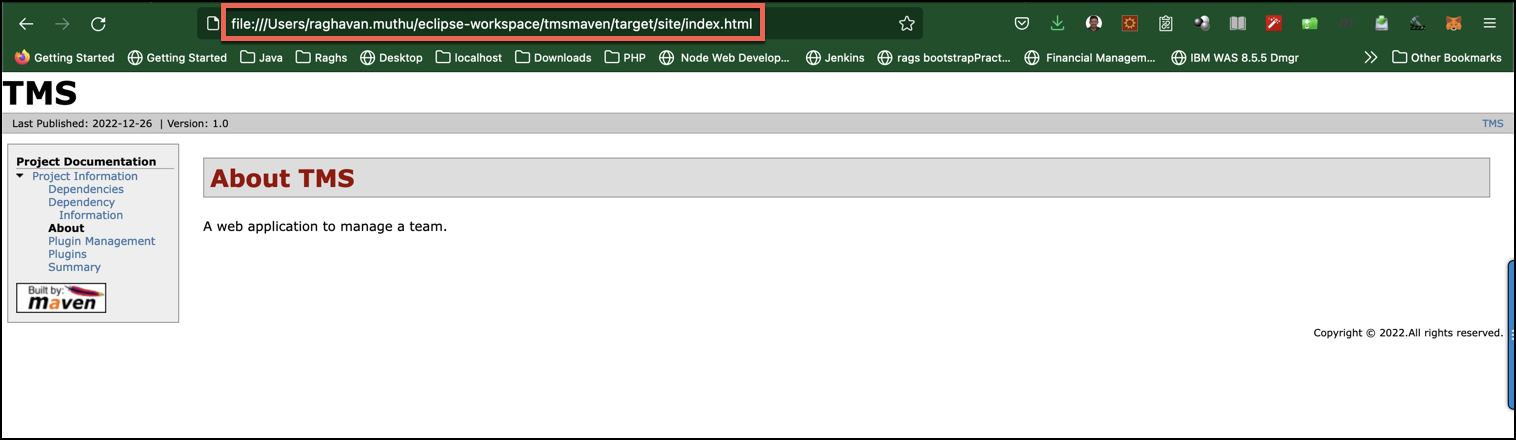 file:///Users/raghavan.muthu/eclipse-workspace/tmsmaven/target/site/index.html
Getting Started Getting Started Java Raghs Desktop localhost Downloads PHP Node Web Develop... Jenkins rags bootstrapPract... Financial Managem... IBM WAS 8.5.5 Dmgr Other Bookmarks
TMS
Last Published: 2022-12-26 | Version: 1.0 TMS
Project Documentation
Project Information
Dependencies
Dependency
Information
About
Plugin Management
Plugins
Summary
Built by:
maven
About TMS
A web application to manage a team.
Copyright © 2022.All rights reserved.